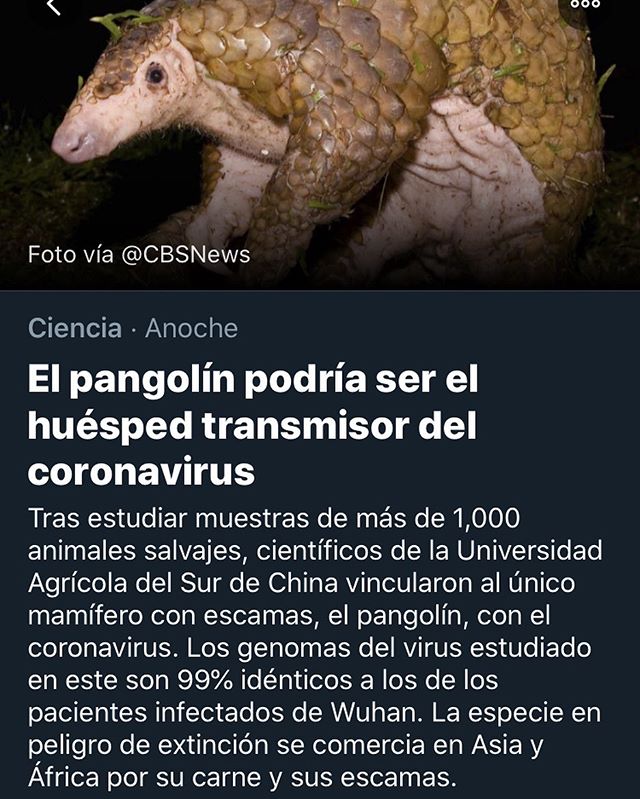 Foto vía @CBSNews
Ciencia · Anoche
El pangolín podría ser el
huésped transmisor del
coronavirus
Tras estudiar muestras de más de 1,000
animales salvajes, científicos de la Universidad
Agrícola del Sur de China vincularon al único
mamífero con escamas, el pangolín, con el
coronavirus. Los genomas del virus estudiado
en este son 99% idénticos a los de los
pacientes infectados de Wuhan. La especie en
peligro de extinción se comercia en Asia y
África por su carne y sus escamas.